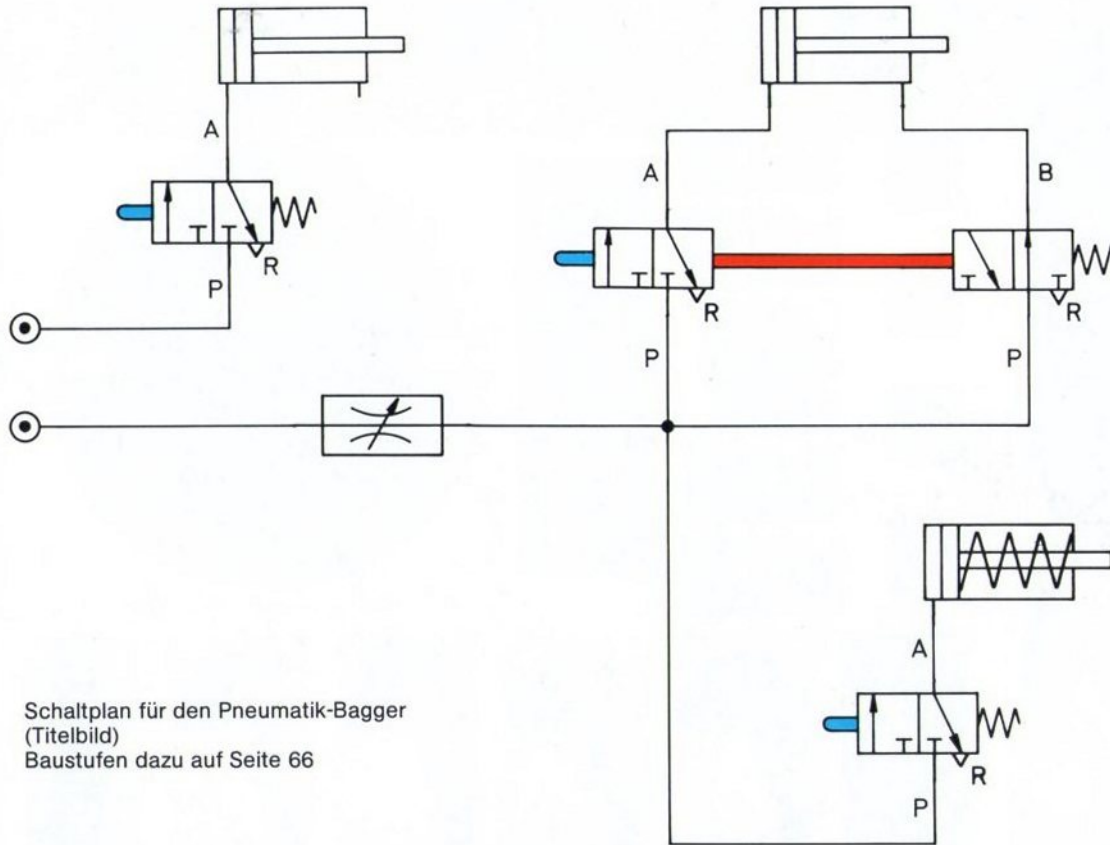 A
R
P
A
B
R
R
P
P
A
R
P
Schaltplan für den Pneumatik-Bagger
(Titelbild)
Baustufen dazu auf Seite 66